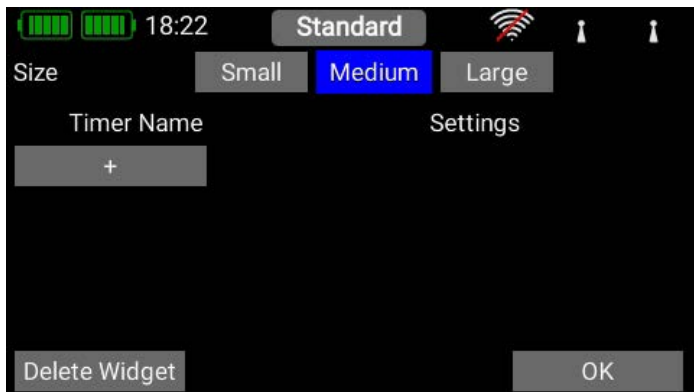 18:22 Standard
Size Small Medium Large
Timer Name Settings
+
Delete Widget OK